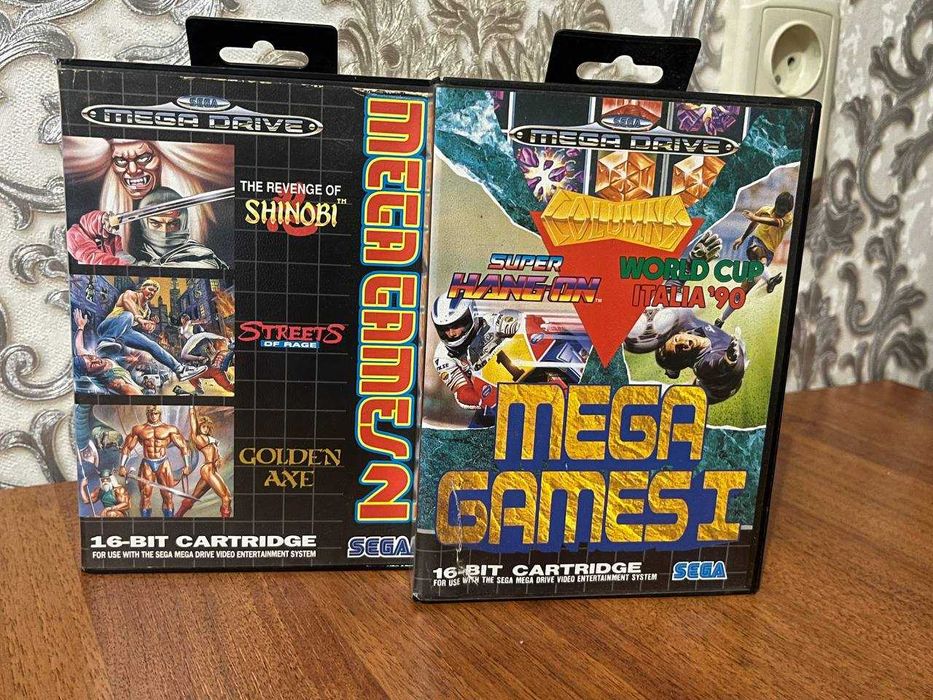 SEGA
MEGA DRIVE
THE REVENGE OF
SHINOBI™
STREETS
OF RAGE
GOLDEN
AXE
MEGA GAMES 2
16-BIT CARTRIDGE
FOR USE WITH THE SEGA MEGA DRIVE VIDEO ENTERTAINMENT SYSTEM
SEGA
SEGA
MEGA DRIVE
COLUMNS
SUPER
HANG-ON™
WORLD CUP
ITALIA '90
MEGA
GAMES I
16-BIT CARTRIDGE
FOR USE WITH THE SEGA MEGA DRIVE VIDEO ENTERTAINMENT SYSTEM
SEGA